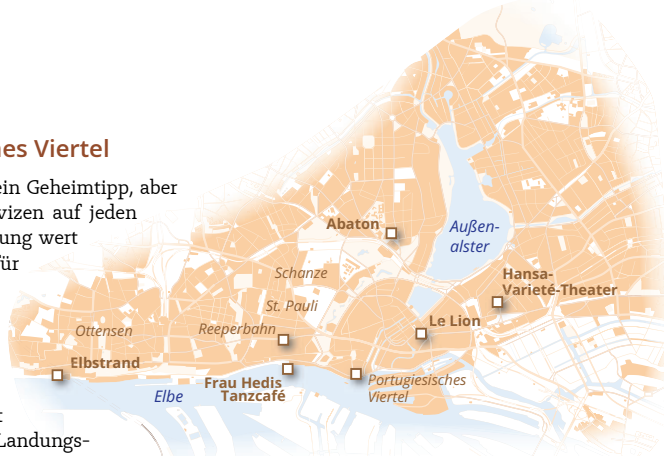 es Viertel
ein Geheimtipp, aber
vizen auf jeden
ung wert
für
Landungs-
Abaton
Außen-
alster
Schanze
Hansa-
Varieté-Theater
St. Pauli
Ottensen
Reeperbahn
Le Lion
Elbstrand
Frau Hedis
Tanzcafé
Portugiesisches
Viertel
Elbe